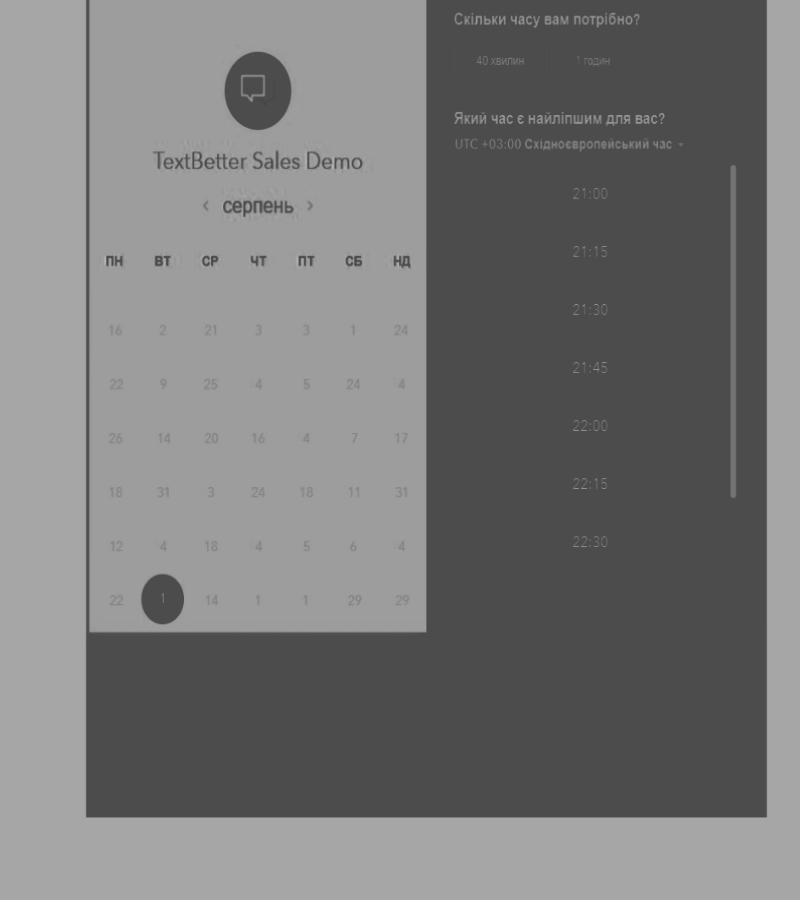 TextBetter Sales Demo
‹ серпень ›
ПН ВТ СР ЧТ ПТ СБ НД
16 2 21 3 3 1 24
22 9 25 4 5 24 4
26 14 20 16 4 7 17
18 31 3 24 18 11 31
12 4 18 4 5 6 4
22 1 14 1 1 29 29
Скільки часу вам потрібно?
40 хвилин 1 годин
Який час є найліпшим для вас?
UTC +03:00 Східноєвропейський час
21:00
21:15
21:30
21:45
22:00
22:15
22:30